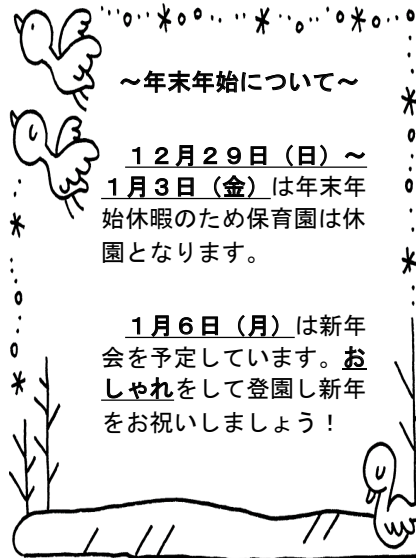 ～年末年始について～
１２月２９日（日）～
１月３日（金）は年末年
始休暇のため保育園は休
園となります。
１月６日（月）は新年
会を予定しています。お
しゃれをして登園し新年
をお祝いしましょう！